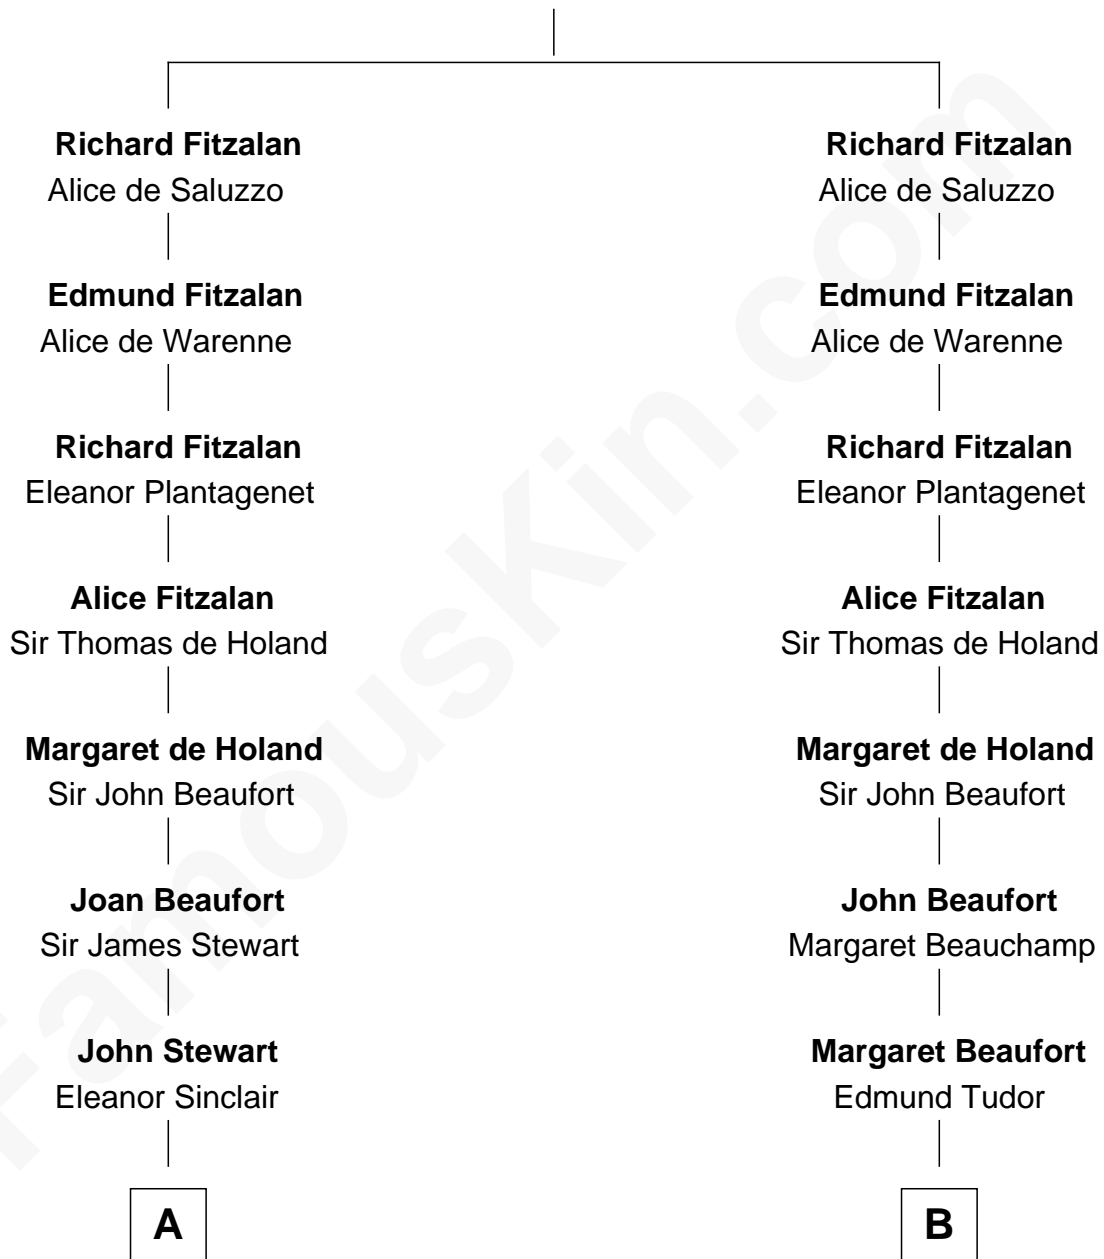 Richard Fitzalan
Alice de Saluzzo
Edmund Fitzalan
Alice de Warenne
Richard Fitzalan
Eleanor Plantagenet
Alice Fitzalan
Sir Thomas de Holand
Margaret de Holand
Sir John Beaufort
Joan Beaufort
Sir James Stewart
John Stewart
Eleanor Sinclair
A
Richard Fitzalan
Alice de Saluzzo
Edmund Fitzalan
Alice de Warenne
Richard Fitzalan
Eleanor Plantagenet
Alice Fitzalan
Sir Thomas de Holand
Margaret de Holand
Sir John Beaufort
John Beaufort
Margaret Beauchamp
Margaret Beaufort
Edmund Tudor
B
FamousKin.com